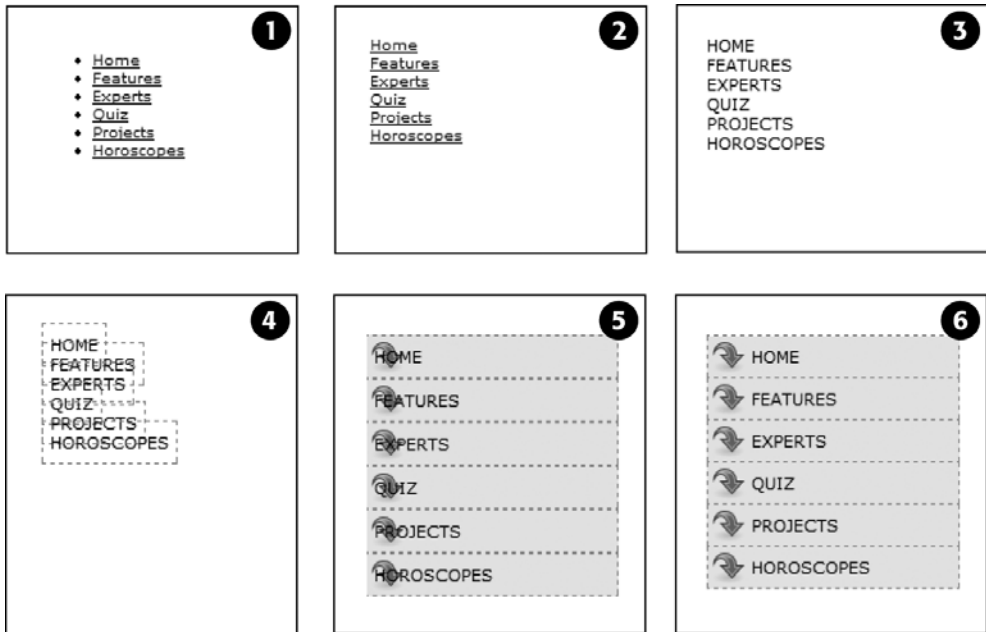 1
Home
Features
Experts
Quiz
Projects
Horoscopes
2
Home
Features
Experts
Quiz
Projects
Horoscopes
3
HOME
FEATURES
EXPERTS
QUIZ
PROJECTS
HOROSCOPES
4
HOME
FEATURES
EXPERTS
QUIZ
PROJECTS
HOROSCOPES
5
HOME
FEATURES
EXPERTS
QUIZ
PROJECTS
HOROSCOPES
6
HOME
FEATURES
EXPERTS
QUIZ
PROJECTS
HOROSCOPES